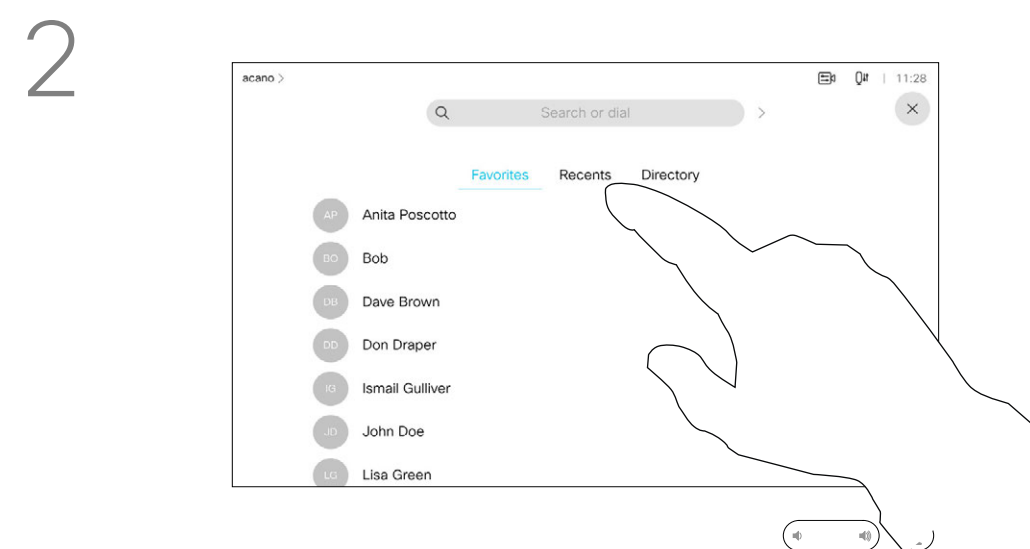 2
acano >
11:28
Search or dial
Favorites Recents Directory
AP Anita Poscotto
BO Bob
DB Dave Brown
DD Don Draper
IG Ismail Gulliver
JD John Doe
LG Lisa Green